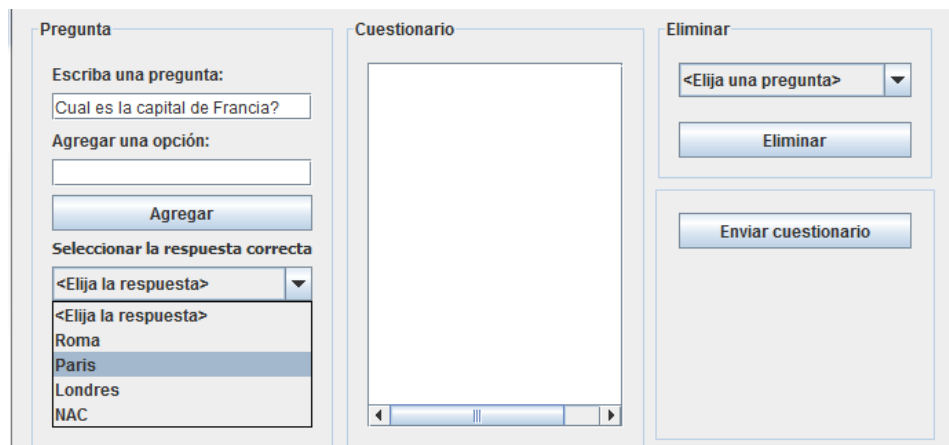 Pregunta
Escriba una pregunta:
Cual es la capital de Francia?
Agregar una opción:
Agregar
Seleccionar la respuesta correcta
<Elija la respuesta>
<Elija la respuesta>
Roma
Paris
Londres
NAC
Cuestionario
Eliminar
<Elija una pregunta>
Eliminar
Enviar cuestionario